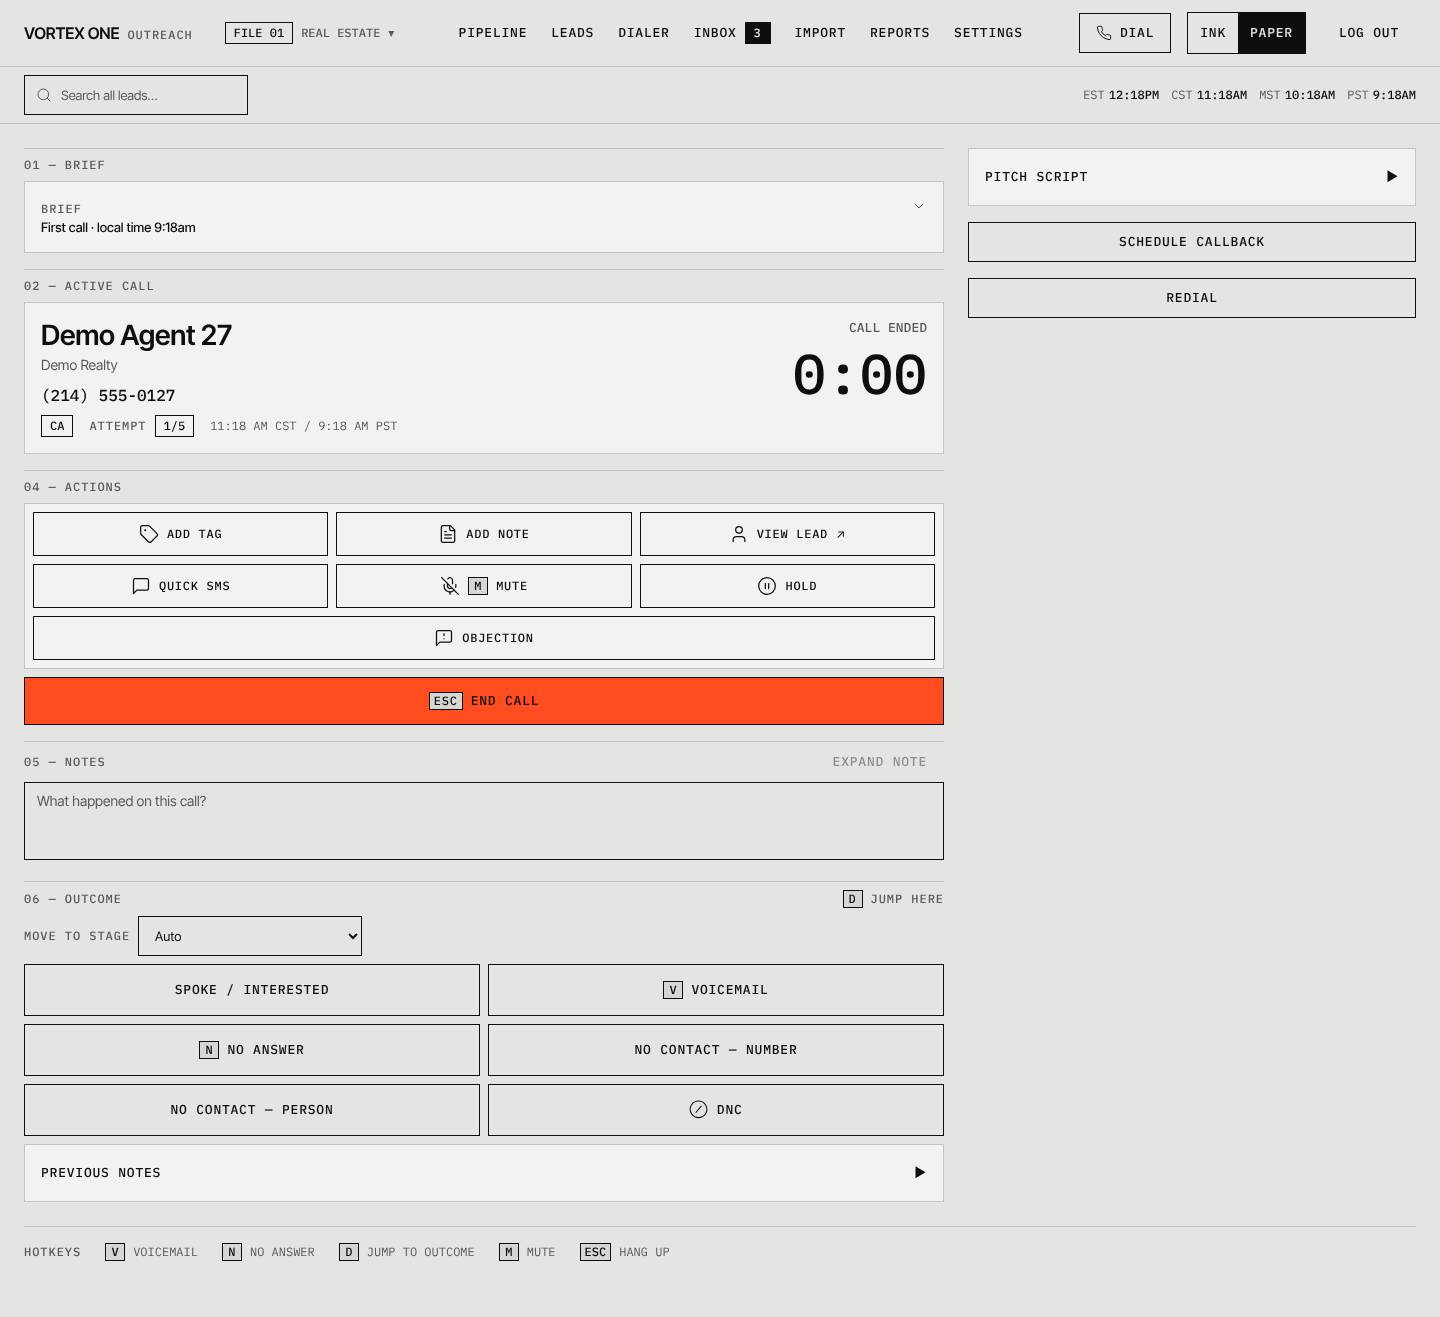 VORTEX ONE OUTREACH FILE 01 REAL ESTATE ▾ PIPELINE LEADS DIALER INBOX 3 IMPORT REPORTS SETTINGS DIAL INK PAPER LOG OUT
Search all leads... EST 12:18PM CST 11:18AM MST 10:18AM PST 9:18AM
01 — BRIEF
BRIEF
First call · local time 9:18am
PITCH SCRIPT ▶
SCHEDULE CALLBACK
REDIAL
02 — ACTIVE CALL
Demo Agent 27
Demo Realty
(214) 555-0127
CA ATTEMPT 1/5 11:18 AM CST / 9:18 AM PST
CALL ENDED
0:00
04 — ACTIONS
ADD TAG ADD NOTE VIEW LEAD ↗
QUICK SMS M MUTE HOLD
OBJECTION
ESC END CALL
05 — NOTES EXPAND NOTE
What happened on this call?
06 — OUTCOME D JUMP HERE
MOVE TO STAGE Auto
SPOKE / INTERESTED V VOICEMAIL
N NO ANSWER NO CONTACT — NUMBER
NO CONTACT — PERSON DNC
PREVIOUS NOTES ▶
HOTKEYS V VOICEMAIL N NO ANSWER D JUMP TO OUTCOME M MUTE ESC HANG UP